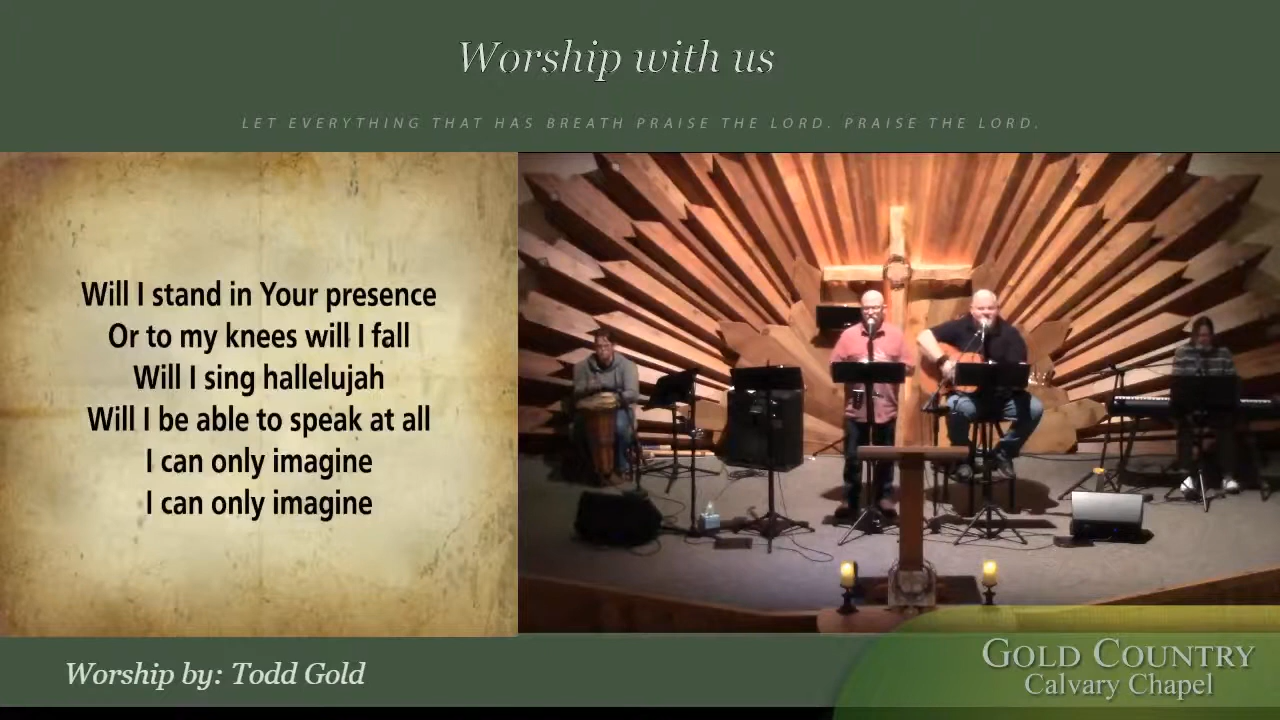 Worship with us
LET EVERYTHING THAT HAS BREATH PRAISE THE LORD. PRAISE THE LORD.
Will I stand in Your presence
Or to my knees will I fall
Will I sing hallelujah
Will I be able to speak at all
I can only imagine
I can only imagine
Worship by: Todd Gold
GOLD COUNTRY
Calvary Chapel